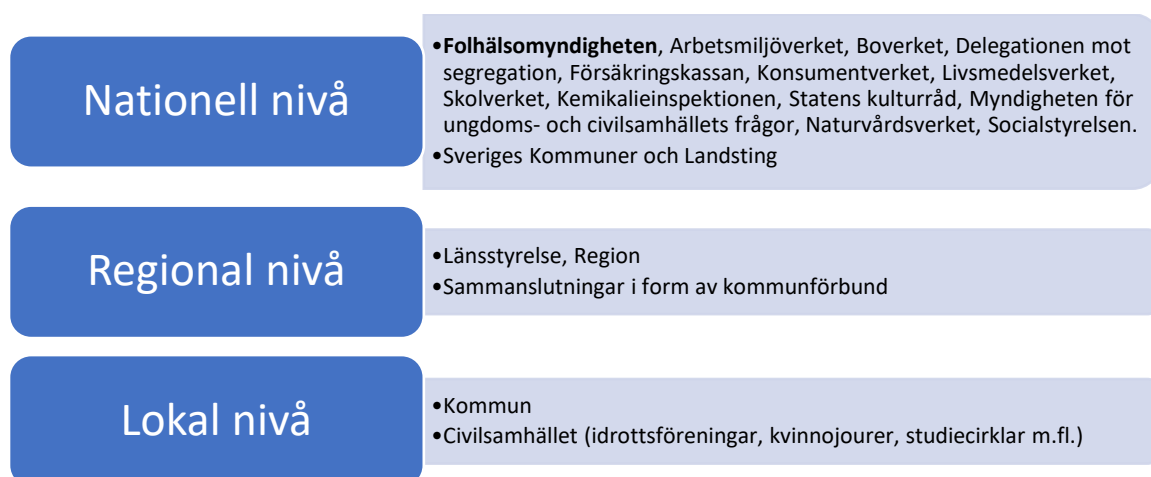 Nationell nivå
•Folhälsomyndigheten, Arbetsmiljöverket, Boverket, Delegationen mot
segregation, Försäkringskassan, Konsumentverket, Livsmedelsverket,
Skolverket, Kemikalieinspektionen, Statens kulturråd, Myndigheten för
ungdoms- och civilsamhällets frågor, Naturvårdsverket, Socialstyrelsen.
•Sveriges Kommuner och Landsting
Regional nivå
•Länsstyrelse, Region
•Sammanslutningar i form av kommunförbund
Lokal nivå
•Kommun
•Civilsamhället (idrottsföreningar, kvinnojourer, studiecirklar m.fl.)